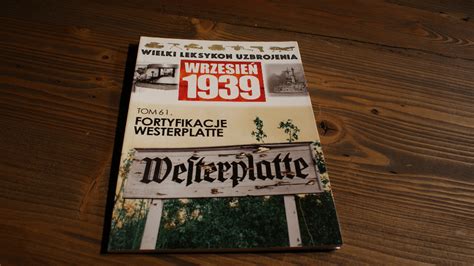 WIELKI LEKSYKON UZBROJENIA
WRZESIEŃ
1939
TOM 61.
FORTYFIKACJE
WESTERPLATTE
Westerplatte